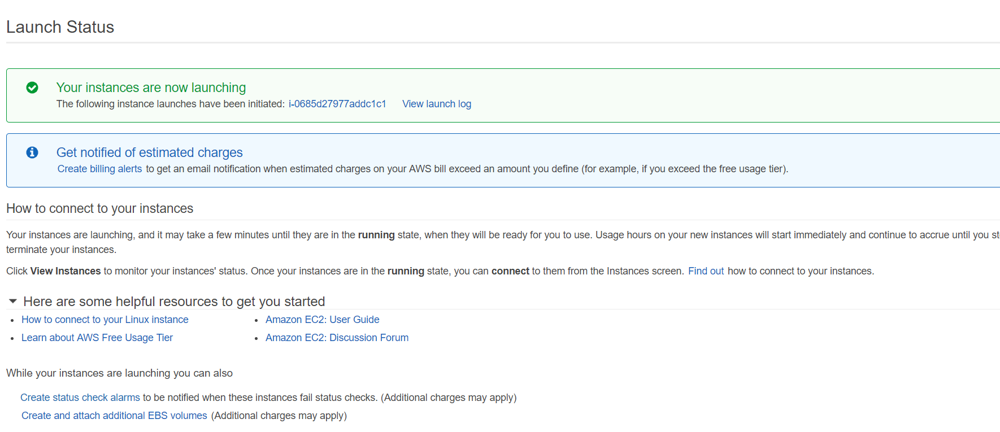 Launch Status
Your instances are now launching
The following instance launches have been initiated: i-0685d27977addc1c1 View launch log
Get notified of estimated charges
Create billing alerts to get an email notification when estimated charges on your AWS bill exceed an amount you define (for example, if you exceed the free usage tier).
How to connect to your instances
Your instances are launching, and it may take a few minutes until they are in the running state, when they will be ready for you to use. Usage hours on your new instances will start immediately and continue to accrue until you
terminate your instances.
Click View Instances to monitor your instances' status. Once your instances are in the running state, you can connect to them from the Instances screen. Find out how to connect to your instances.
Here are some helpful resources to get you started
• How to connect to your Linux instance • Amazon EC2: User Guide
• Learn about AWS Free Usage Tier • Amazon EC2: Discussion Forum
While your instances are launching you can also
Create status check alarms to be notified when these instances fail status checks. (Additional charges may apply)
Create and attach additional EBS volumes (Additional charges may apply)